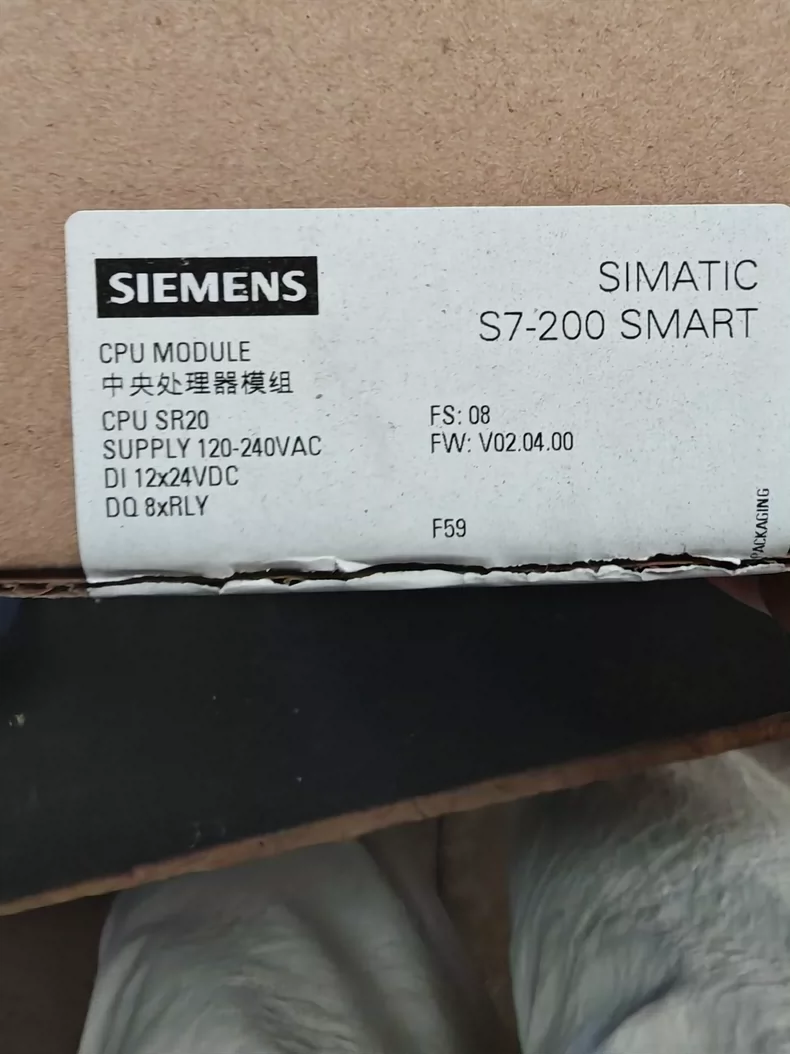 SIEMENS
SIMATIC
S7-200 SMART
CPU MODULE
中央处理器模组
CPU SR20
SUPPLY 120-240VAC
DI 12x24VDC
DQ 8xRLY
FS: 08
FW: V02.04.00
F59
PACKAGING